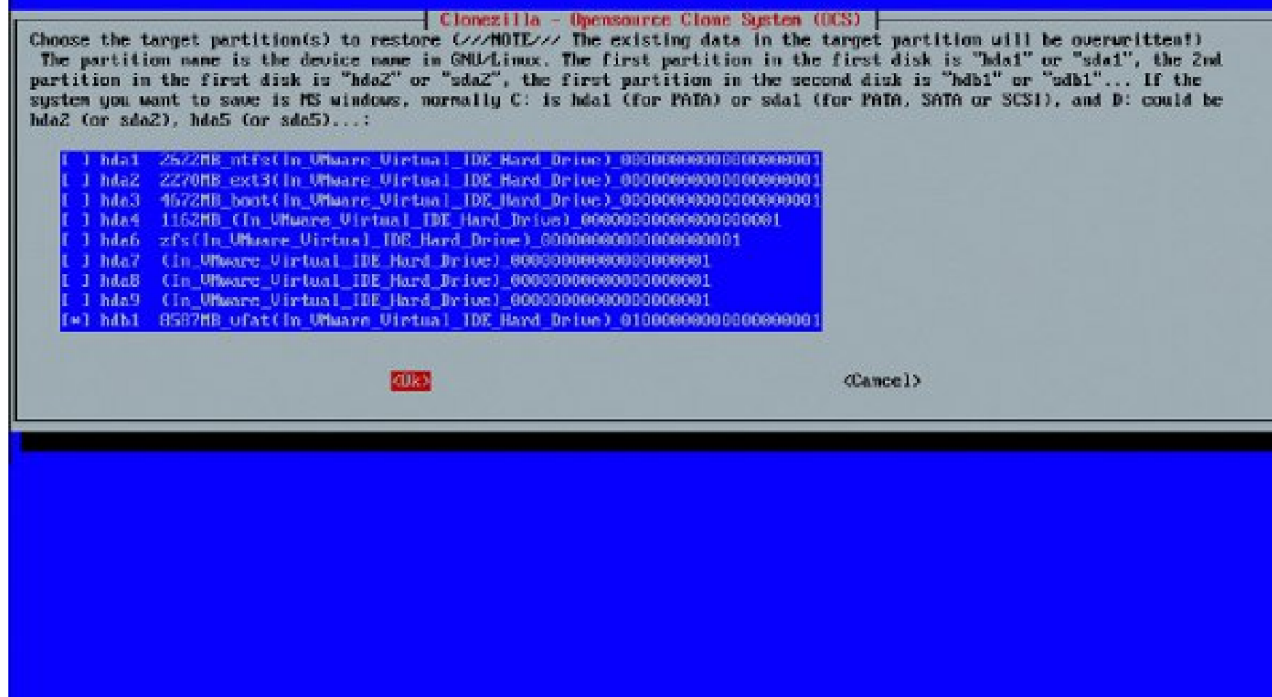 Clonezilla - Opensource Clone System (OCS)
Choose the target partition(s) to restore (///NOTE/// The existing data in the target partition will be overwritten!)
The partition name is the device name in GNU/Linux. The first partition in the first disk is "hda1" or "sda1", the 2nd
partition in the first disk is "hda2" or "sda2", the first partition in the second disk is "hdb1" or "sdb1"... If the
system you want to save is MS windows, normally C: is hda1 (for PATA) or sda1 (for PATA, SATA or SCSI), and D: could be
hda2 (or sda2), hda5 (or sda5)...:
[ ] hda1 2622MB_ntfs(In_VMware_Virtual_IDE_Hard_Drive)_00000000000000000001
[ ] hda2 2270MB_ext3(In_VMware_Virtual_IDE_Hard_Drive)_00000000000000000001
[ ] hda3 4672MB_boot(In_VMware_Virtual_IDE_Hard_Drive)_00000000000000000001
[ ] hda4 1162MB_(In_VMware_Virtual_IDE_Hard_Drive)_00000000000000000001
[ ] hda6 zfs(In_VMware_Virtual_IDE_Hard_Drive)_00000000000000000001
[ ] hda7 (In_VMware_Virtual_IDE_Hard_Drive)_00000000000000000001
[ ] hda8 (In_VMware_Virtual_IDE_Hard_Drive)_00000000000000000001
[ ] hda9 (In_VMware_Virtual_IDE_Hard_Drive)_00000000000000000001
[*] hdb1 8587MB_vfat(In_VMware_Virtual_IDE_Hard_Drive)_01000000000000000001
<Ok> <Cancel>